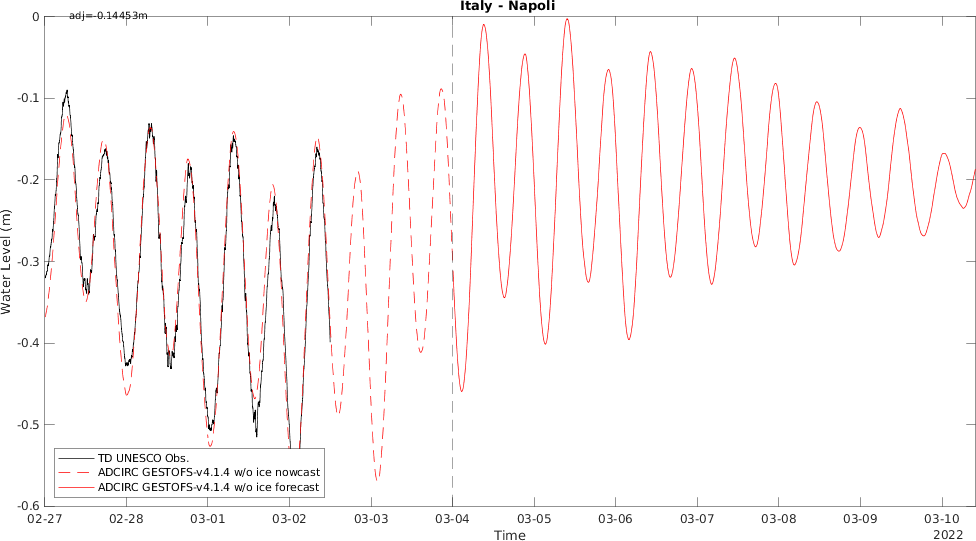 Italy - Napoli
adj=-0.14453m
0
-0.1
-0.2
-0.3
-0.4
-0.5
-0.6
Water Level (m)
TD UNESCO Obs.
ADCIRC GESTOFS-v4.1.4 w/o ice nowcast
ADCIRC GESTOFS-v4.1.4 w/o ice forecast
02-27 02-28 03-01 03-02 03-03 03-04 03-05 03-06 03-07 03-08 03-09 03-10
Time
2022